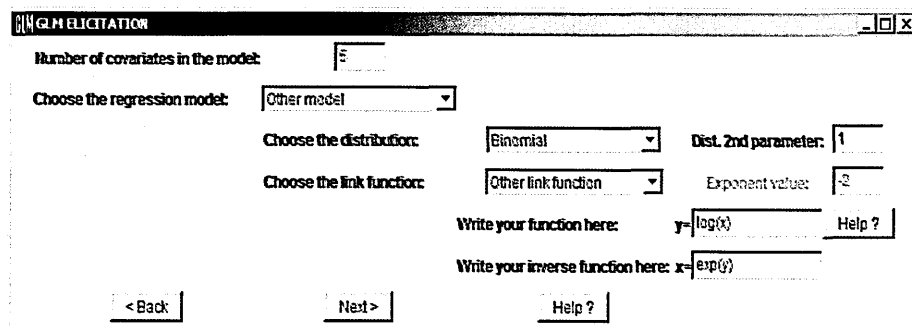 GLM GLM ELICITATION
Number of covariates in the model: 5
Choose the regression model: Other model
Choose the distribution: Binomial Dist. 2nd parameter: 1
Choose the link function: Other link function Exponent value: -2
Write your function here: y= log(x) Help ?
Write your inverse function here: x= exp(y)
< Back Next > Help ?